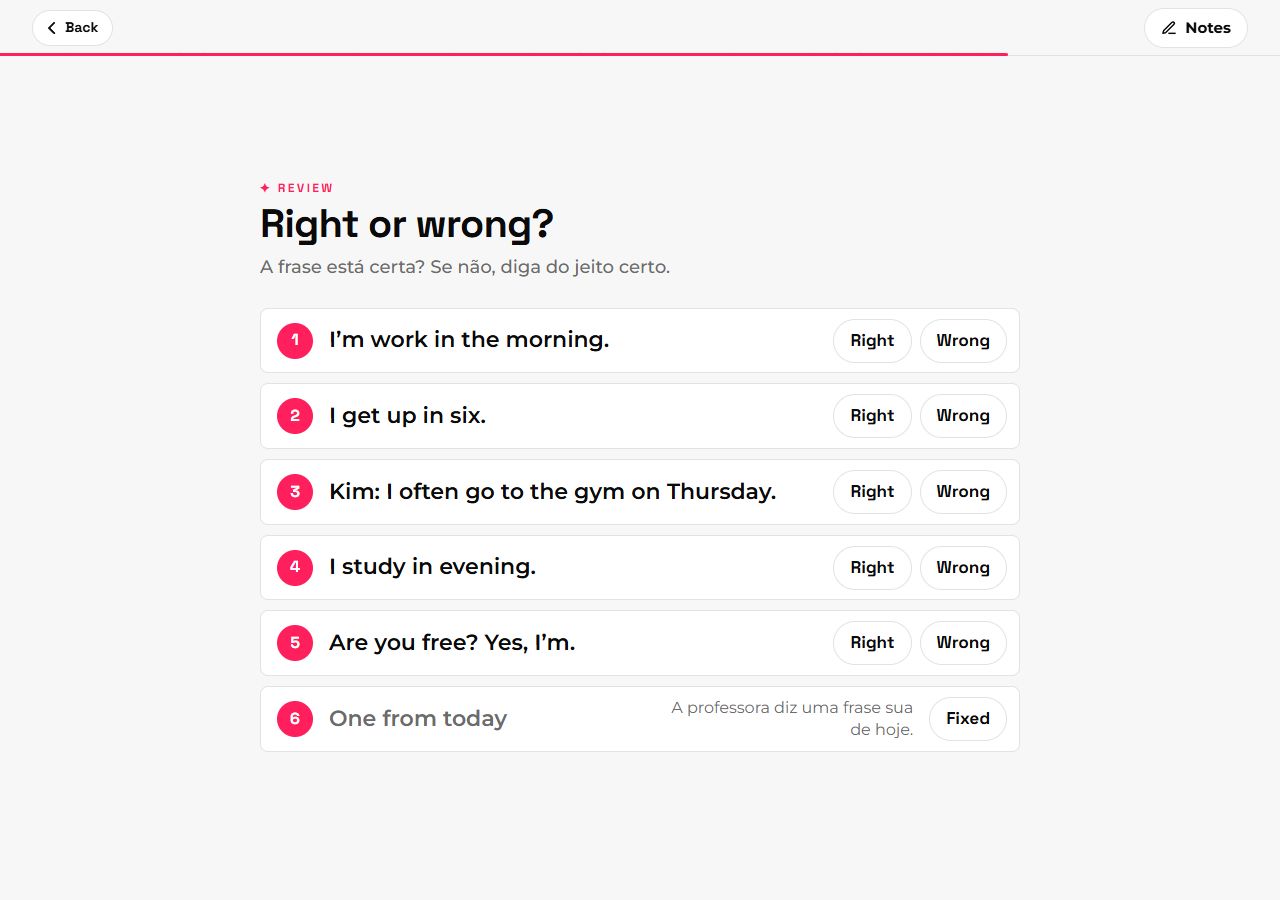 Back
Notes
✦ REVIEW
Right or wrong?
A frase está certa? Se não, diga do jeito certo.
1 I’m work in the morning. Right Wrong
2 I get up in six. Right Wrong
3 Kim: I often go to the gym on Thursday. Right Wrong
4 I study in evening. Right Wrong
5 Are you free? Yes, I’m. Right Wrong
6 One from today A professora diz uma frase sua
de hoje. Fixed